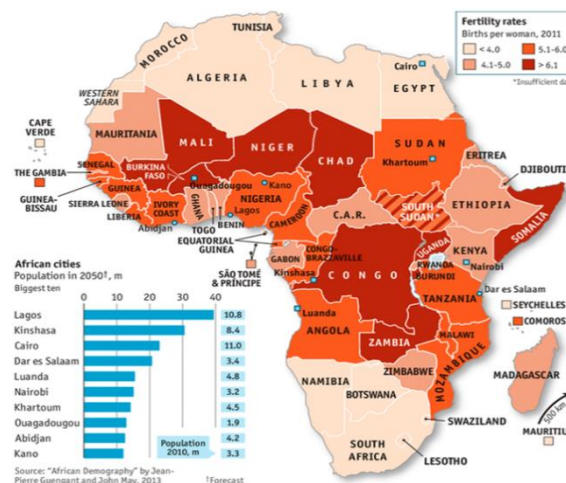 Fertility rates
Births per woman, 2011
< 4.0
5.1-6.0
4.1-5.0
> 6.1
*Insufficient da
TUNISIA
MOROCCO
ALGERIA
LIBYA
Cairo
EGYPT
WESTERN
SAHARA
CAPE
VERDE
MAURITANIA
MALI
NIGER
CHAD
SUDAN
Khartoum
ERITREA
DJIBOUTI
SENEGAL
THE GAMBIA
BURKINA
FASO
Ouagadougou
Kano
GUINEA-
BISSAU
GUINEA
NIGERIA
SIERRA LEONE
LIBERIA
IVORY
COAST
GHANA
Lagos
BENIN
TOGO
Abidjan
CAMEROON
C.A.R.
SOUTH
SUDAN*
ETHIOPIA
SOMALIA
EQUATORIAL
GUINEA
GABON
CONGO-
BRAZZAVILLE
UGANDA
KENYA
Nairobi
RWANDA
BURUNDI
SÃO TOMÉ
& PRÍNCIPE
Kinshasa
CONGO
TANZANIA
Dar es Salaam
SEYCHELLES
COMOROS
Luanda
ANGOLA
ZAMBIA
MALAWI
MOZAMBIQUE
ZIMBABWE
MADAGASCAR
NAMIBIA
BOTSWANA
SWAZILAND
500 km
MAURITIU
SOUTH
AFRICA
LESOTHO
African cities
Population in 2050†, m
Biggest ten
0 10 20 30 40
Lagos 10.8
Kinshasa 8.4
Cairo 11.0
Dar es Salaam 3.4
Luanda 4.8
Nairobi 3.2
Khartoum 4.5
Ouagadougou 1.9
Abidjan 4.2
Kano 3.3
Population
2010, m
Source: "African Demography" by Jean-
Pierre Guengant and John May, 2013
†Forecast